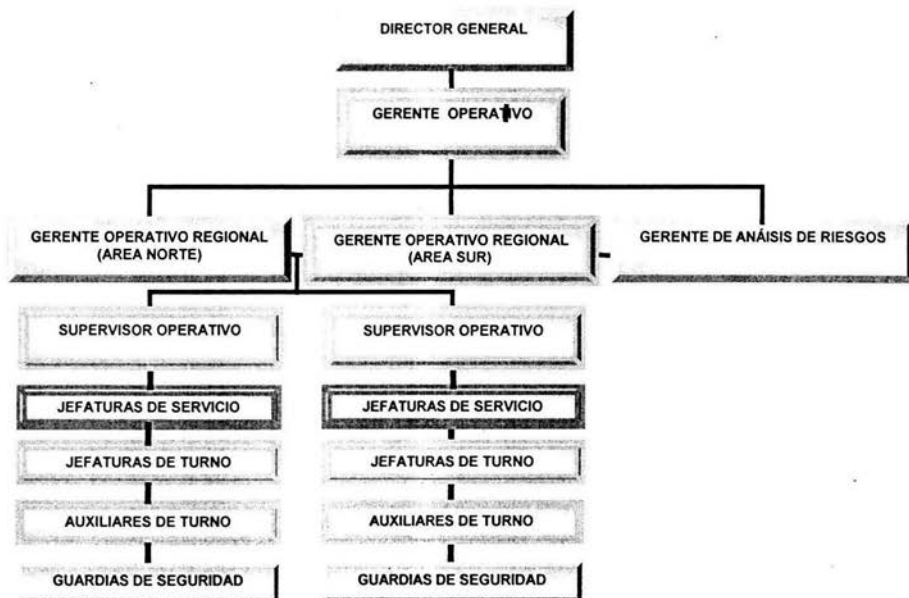 DIRECTOR GENERAL
GERENTE OPERATIVO
GERENTE OPERATIVO REGIONAL
(AREA NORTE)
GERENTE OPERATIVO REGIONAL
(AREA SUR)
GERENTE DE ANÁISIS DE RIESGOS
SUPERVISOR OPERATIVO
SUPERVISOR OPERATIVO
JEFATURAS DE SERVICIO
JEFATURAS DE SERVICIO
JEFATURAS DE TURNO
JEFATURAS DE TURNO
AUXILIARES DE TURNO
AUXILIARES DE TURNO
GUARDIAS DE SEGURIDAD
GUARDIAS DE SEGURIDAD